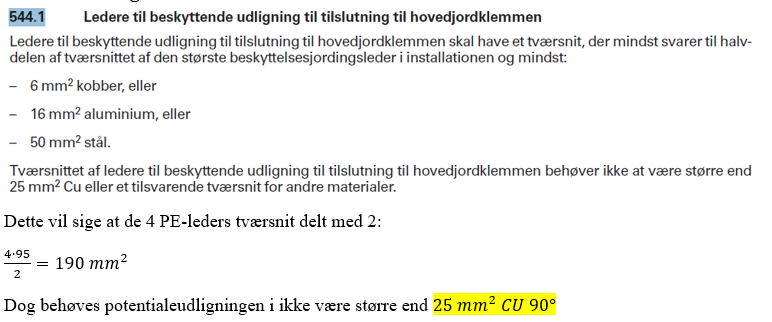 544.1 Ledere til beskyttende udligning til tilslutning til hovedjordklemmen
Ledere til beskyttende udligning til tilslutning til hovedjordklemmen skal have et tværsnit, der mindst svarer til halv-
delen af tværsnittet af den største beskyttelsesjordingsleder i installationen og mindst:
– 6 mm² kobber, eller
– 16 mm² aluminium, eller
– 50 mm² stål.
Tværsnittet af ledere til beskyttende udligning til tilslutning til hovedjordklemmen behøver ikke at være større end
25 mm² Cu eller et tilsvarende tværsnit for andre materialer.
Dette vil sige at de 4 PE-leders tværsnit delt med 2:
4·95/2 = 190 mm²
Dog behøves potentialeudligningen i ikke være større end 25 mm² CU 90°